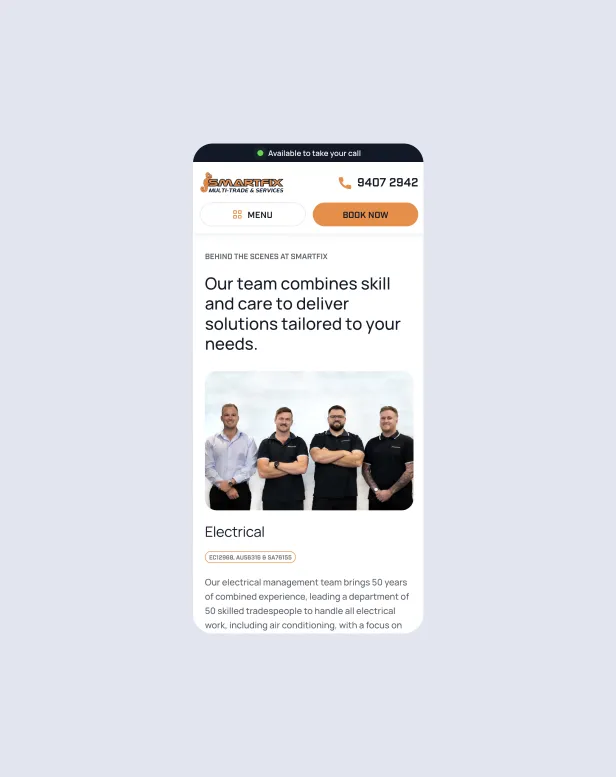 Available to take your call
SMARTFIX
MULTI-TRADE & SERVICES
9407 2942
MENU
BOOK NOW
BEHIND THE SCENES AT SMARTFIX
Our team combines skill
and care to deliver
solutions tailored to your
needs.
Electrical
EC12968, AU56316 & SA76155
Our electrical management team brings 50 years
of combined experience, leading a department of
50 skilled tradespeople to handle all electrical
work, including air conditioning, with a focus on